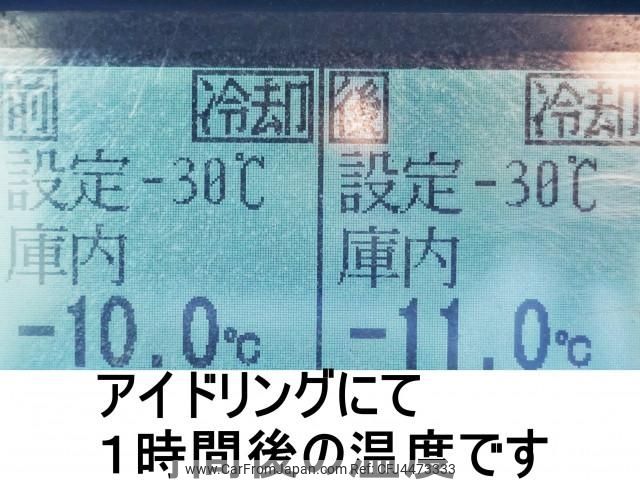 前 冷却 後 冷却
設定 -30℃ 設定 -30℃
庫内 庫内
-10.0℃ -11.0℃
アイドリングにて
1時間後の温度です
www.CarFromJapan.com Ref: CFJ4473333